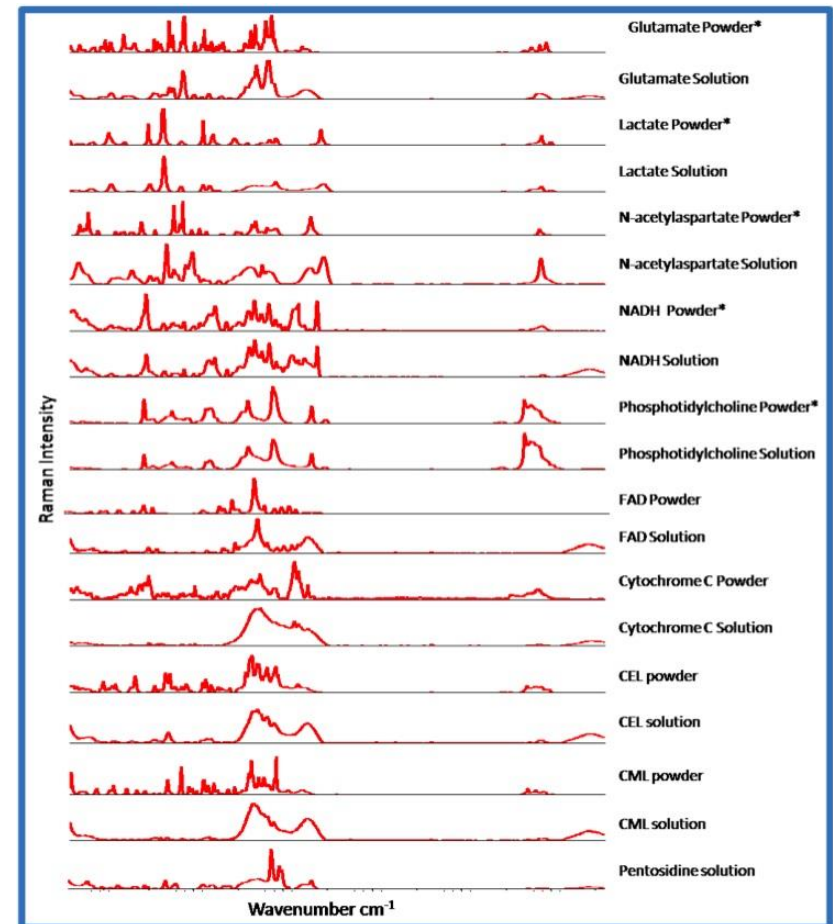 Glutamate Powder*
Glutamate Solution
Lactate Powder*
Lactate Solution
N-acetylaspartate Powder*
N-acetylaspartate Solution
NADH Powder*
NADH Solution
Phosphotidylcholine Powder*
Phosphotidylcholine Solution
FAD Powder
FAD Solution
Cytochrome C Powder
Cytochrome C Solution
CEL powder
CEL solution
CML powder
CML solution
Pentosidine solution
Raman Intensity
Wavenumber cm-1